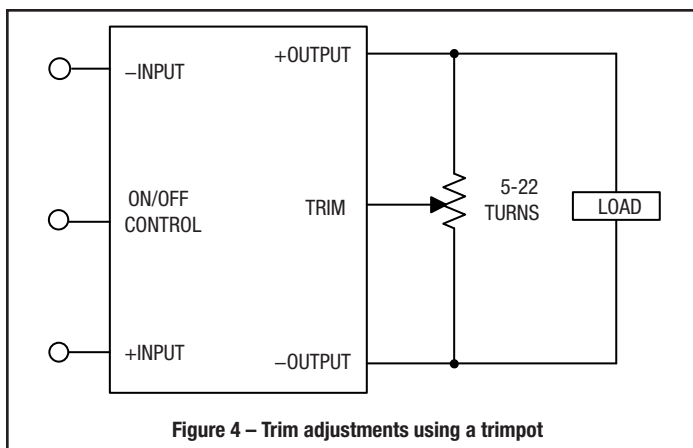 −INPUT
+OUTPUT
ON/OFF
CONTROL
TRIM
5-22
TURNS
LOAD
+INPUT
−OUTPUT
Figure 4 – Trim adjustments using a trimpot